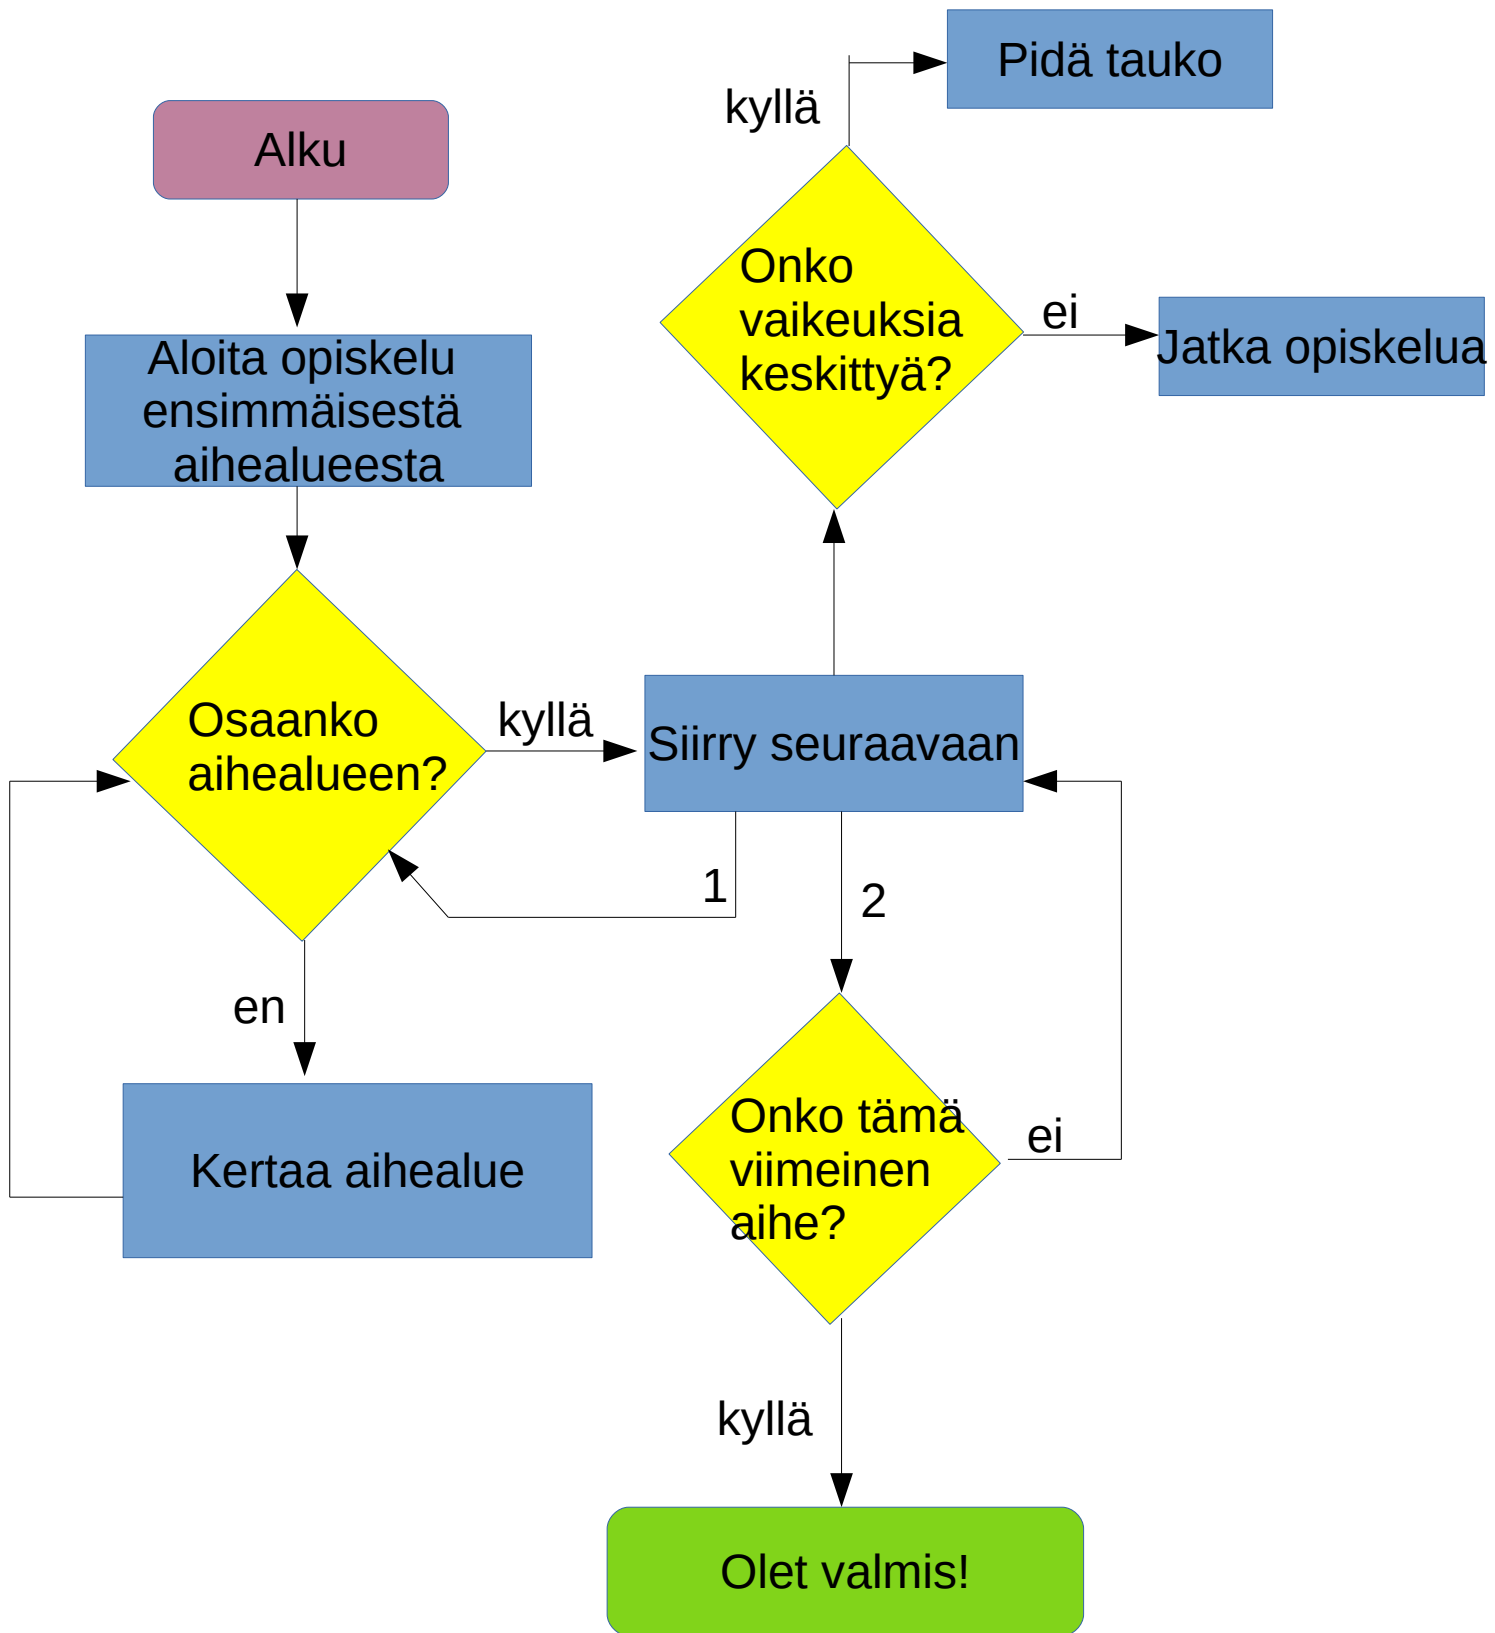 Pidä tauko
kyllä
Alku
Onko
vaikeuksia
keskittyä?
ei
Jatka opiskelua
Aloita opiskelu
ensimmäisestä
aihealueesta
Osaanko
aihealueen?
kyllä
Siirry seuraavaan
1
2
en
Kertaa aihealue
Onko tämä
viimeinen
aihe?
ei
kyllä
Olet valmis!